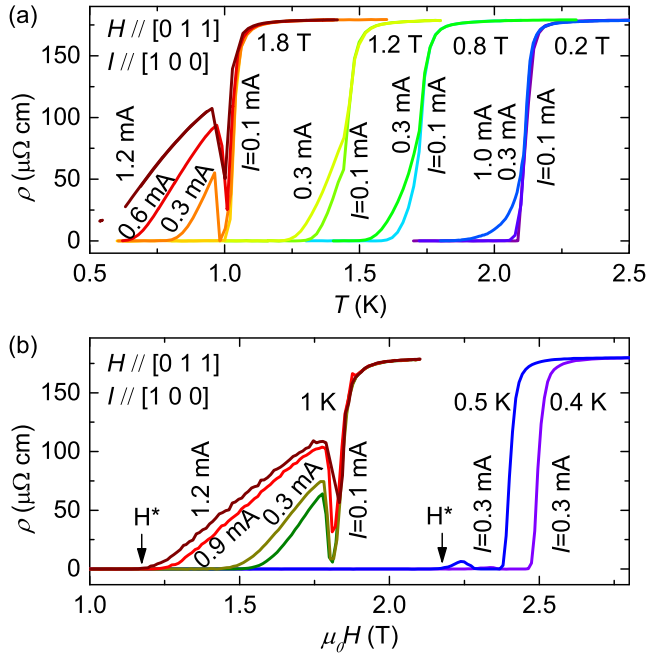 (a)
H // [0 1 1]
I // [1 0 0]
1.8 T
1.2 T
0.8 T
0.2 T
1.2 mA
0.6 mA
0.3 mA
I=0.1 mA
0.3 mA
I=0.1 mA
0.3 mA
I=0.1 mA
1.0 mA
0.3 mA
I=0.1 mA
ρ (μΩ cm)
150
100
50
0
0.5
1.0
1.5
2.0
2.5
T (K)
(b)
H // [0 1 1]
I // [1 0 0]
1 K
0.5 K
0.4 K
1.2 mA
0.9 mA
0.3 mA
I=0.1 mA
I=0.3 mA
I=0.3 mA
H*
H*
ρ (μΩ cm)
150
100
50
0
1.0
1.5
2.0
2.5
μ₀H (T)